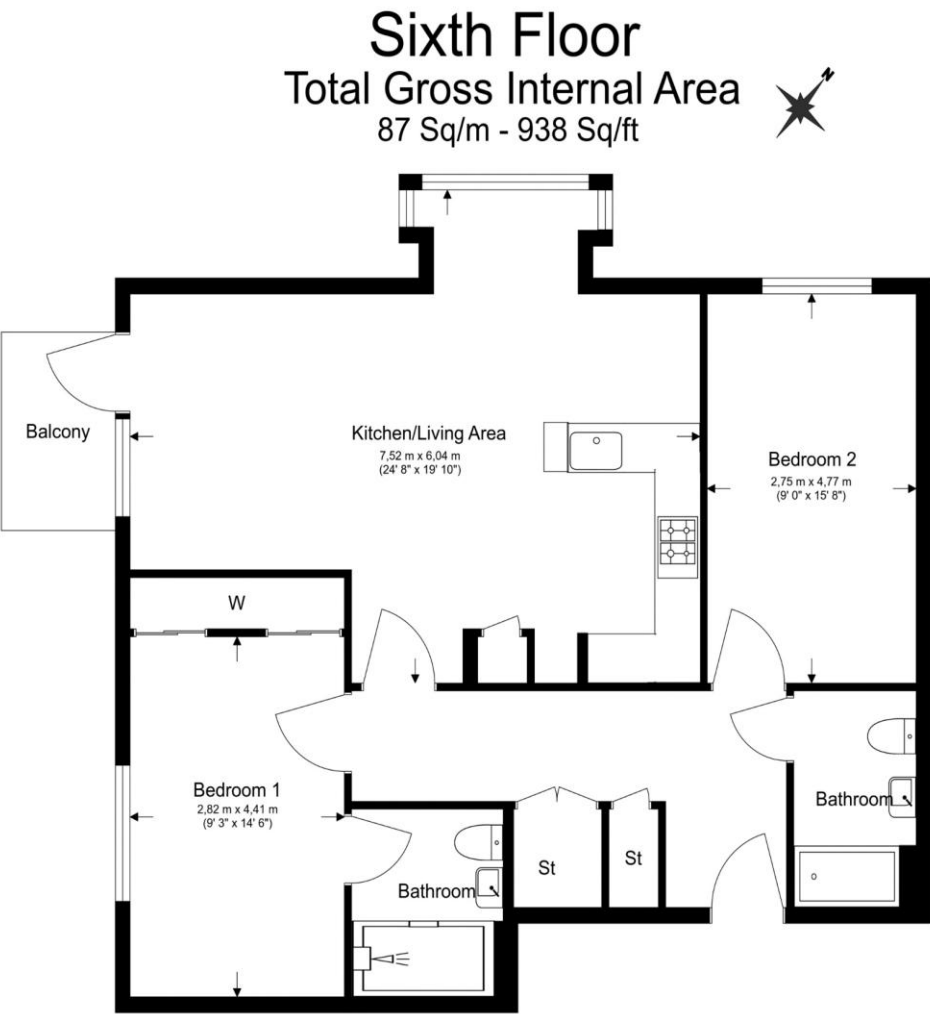 Sixth Floor
Total Gross Internal Area
87 Sq/m - 938 Sq/ft
N
Balcony
Kitchen/Living Area
7,52 m x 6,04 m
(24' 8" x 19' 10")
Bedroom 2
2,75 m x 4,77 m
(9' 0" x 15' 8")
W
Bedroom 1
2,82 m x 4,41 m
(9' 3" x 14' 6")
Bathroom
St
St
Bathroom